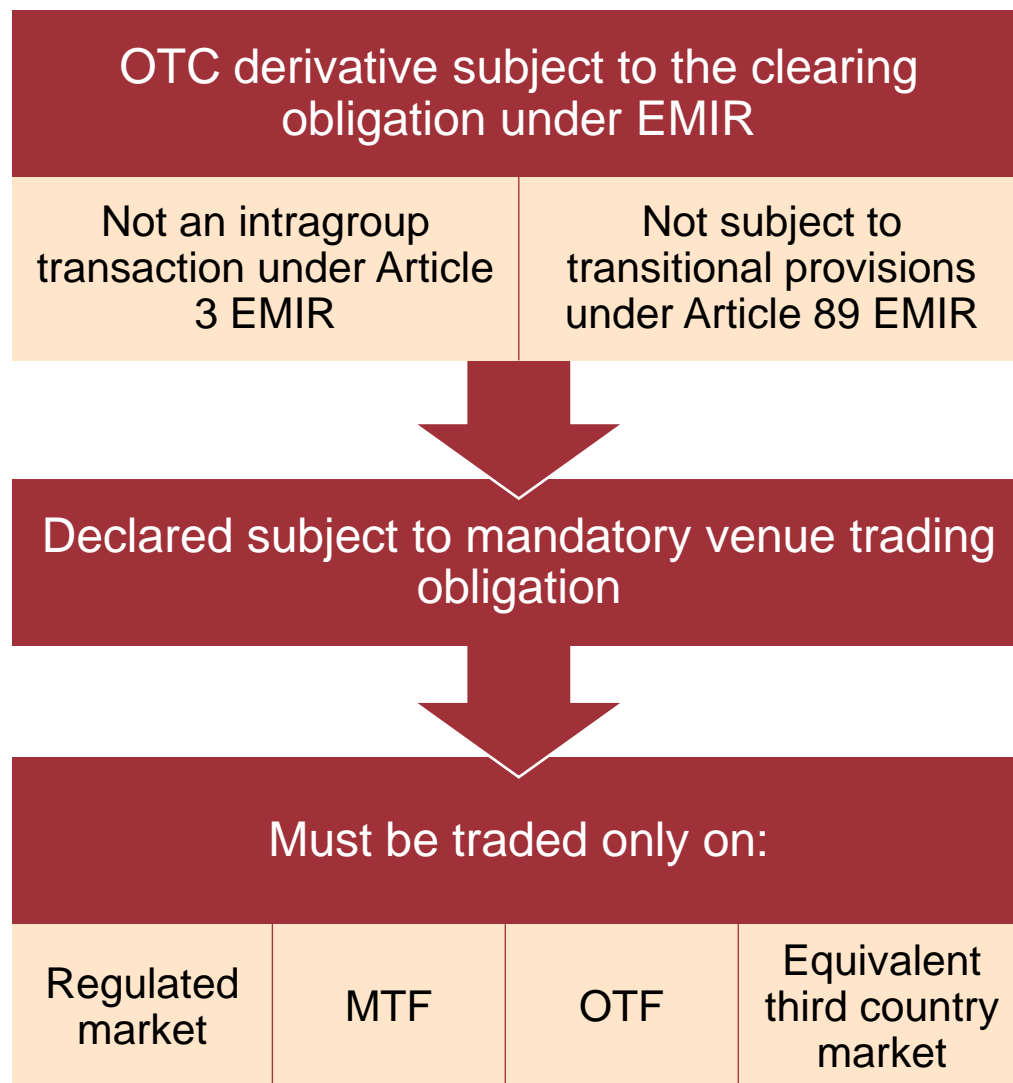 OTC derivative subject to the clearing
obligation under EMIR
Not an intragroup
transaction under Article
3 EMIR
Not subject to
transitional provisions
under Article 89 EMIR
Declared subject to mandatory venue trading
obligation
Must be traded only on:
Regulated
market
MTF
OTF
Equivalent
third country
market